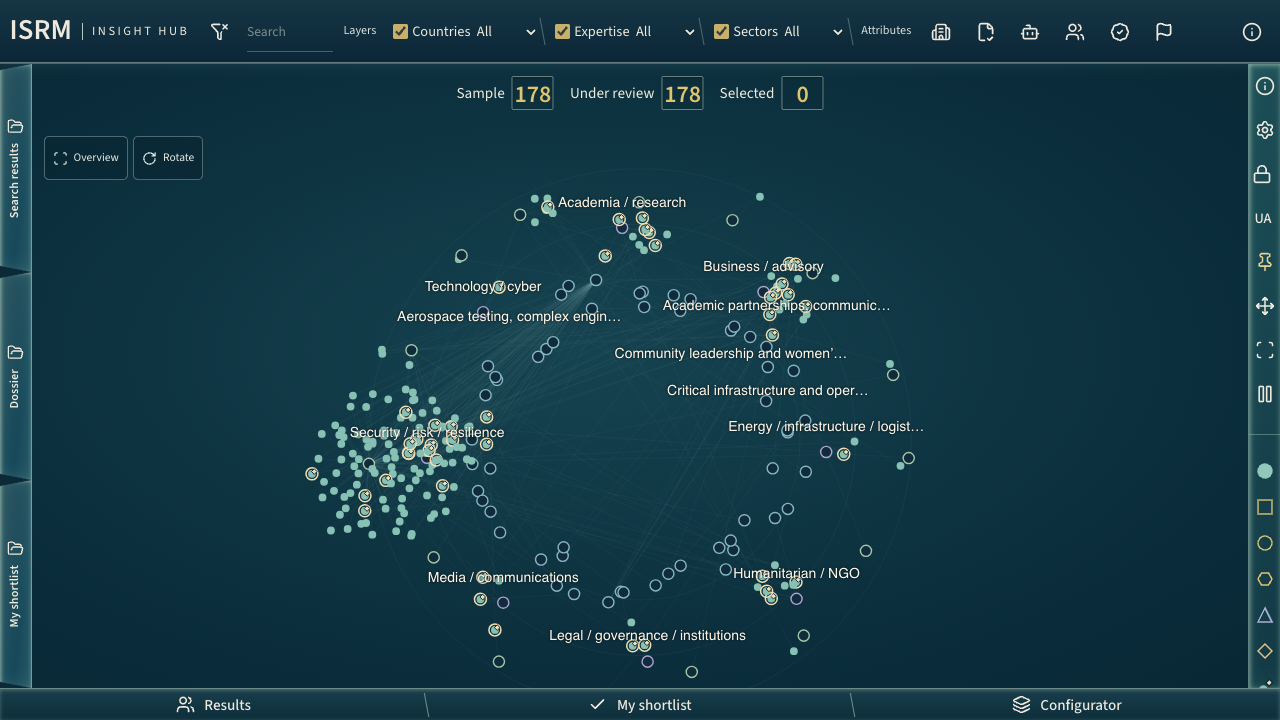 ISRM INSIGHT HUB
Search
Layers
Countries All
Expertise All
Sectors All
Attributes
Sample 178 Under review 178 Selected 0
Overview
Rotate
Search results
Dossier
My shortlist
UA
Academia / research
Business / advisory
Technology / cyber
Academic partnerships, communic…
Aerospace testing, complex engin…
Community leadership and women'…
Critical infrastructure and oper…
Energy / infrastructure / logist…
Security / risk / resilience
Humanitarian / NGO
Media / communications
Legal / governance / institutions
Results
My shortlist
Configurator